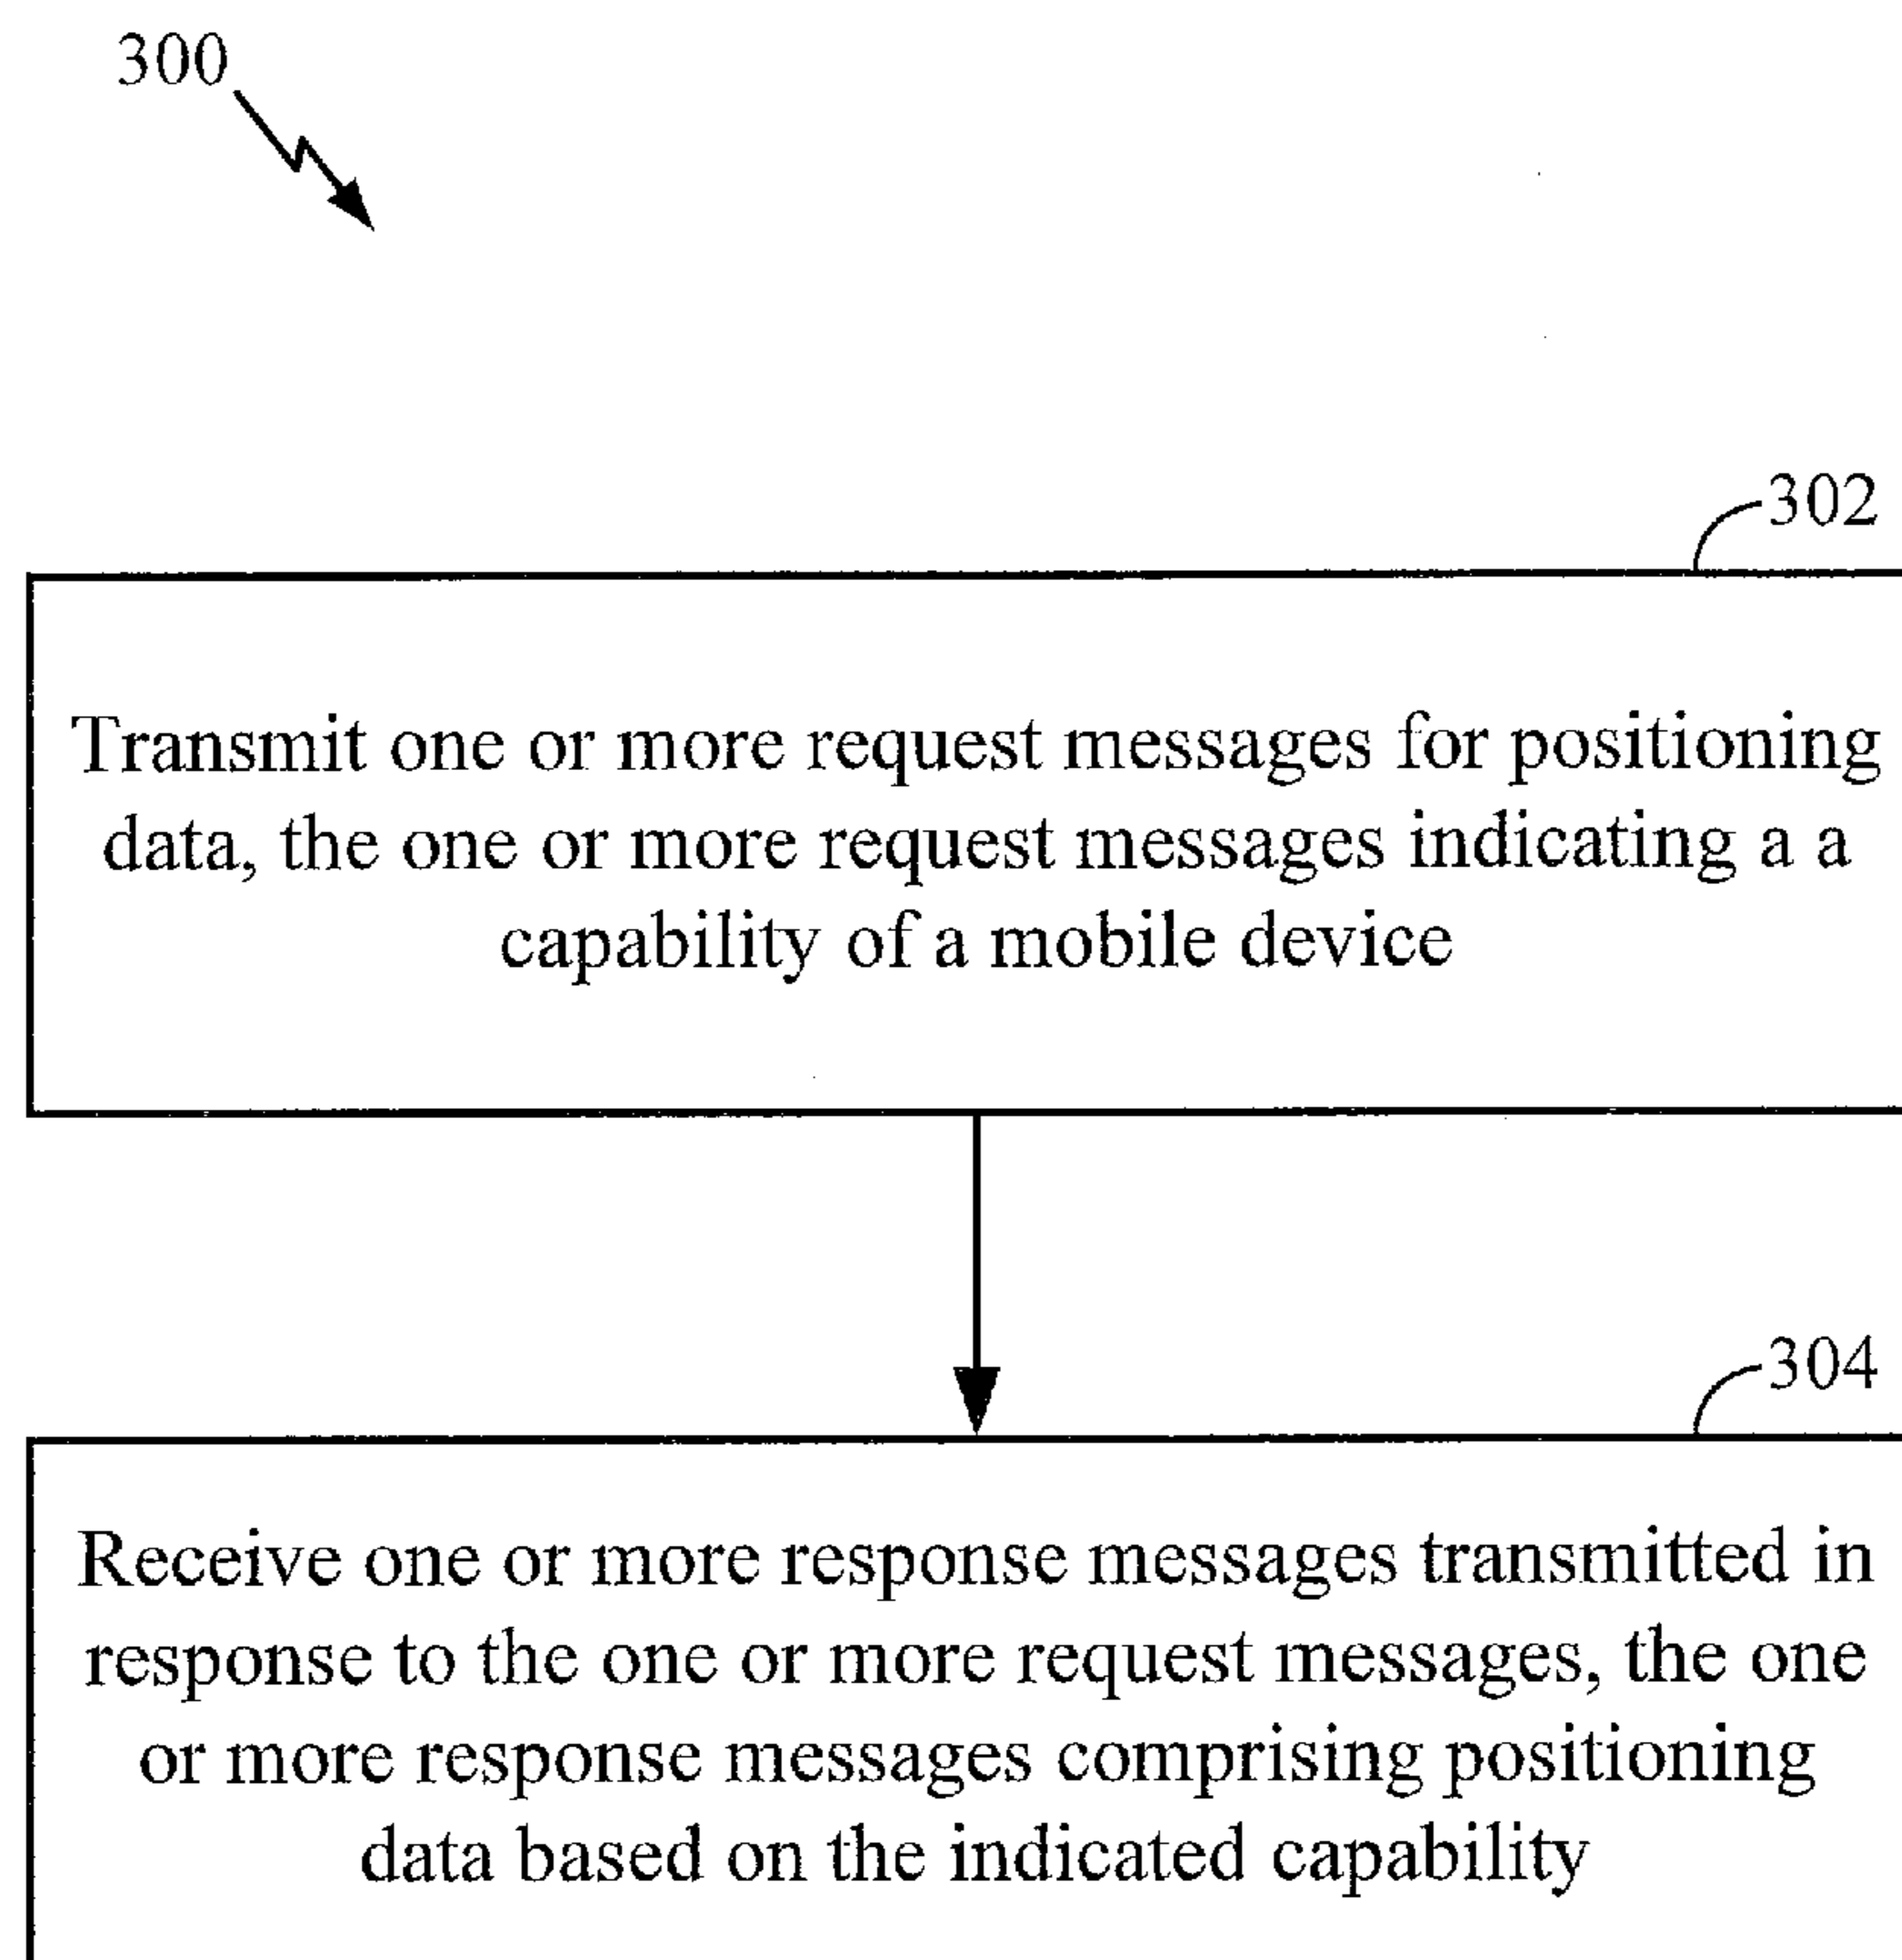 300
302
Transmit one or more request messages for positioning
data, the one or more request messages indicating a a
capability of a mobile device
304
Receive one or more response messages transmitted in
response to the one or more request messages, the one
or more response messages comprising positioning
data based on the indicated capability